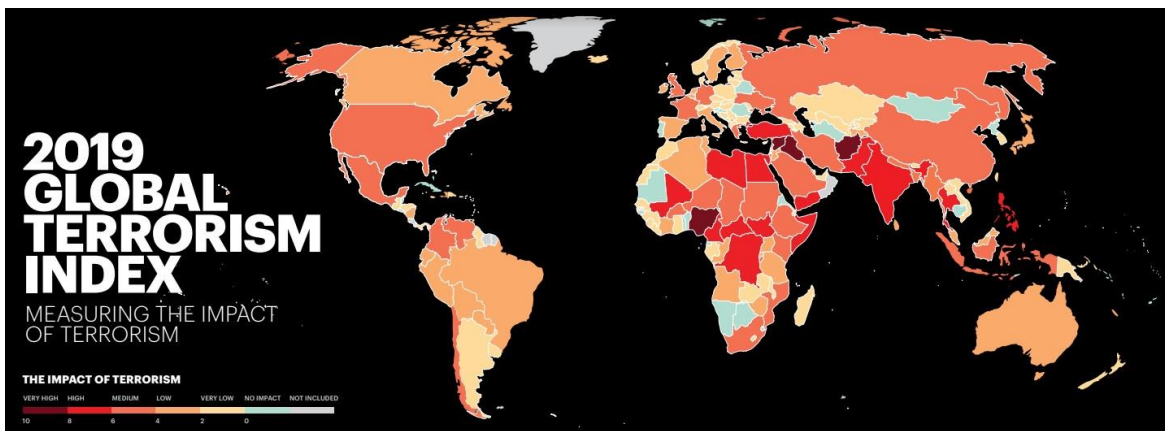 2019
GLOBAL
TERRORISM
INDEX
MEASURING THE IMPACT
OF TERRORISM
THE IMPACT OF TERRORISM
VERY HIGH HIGH MEDIUM LOW VERY LOW NO IMPACT NOT INCLUDED
10 8 6 4 2 0